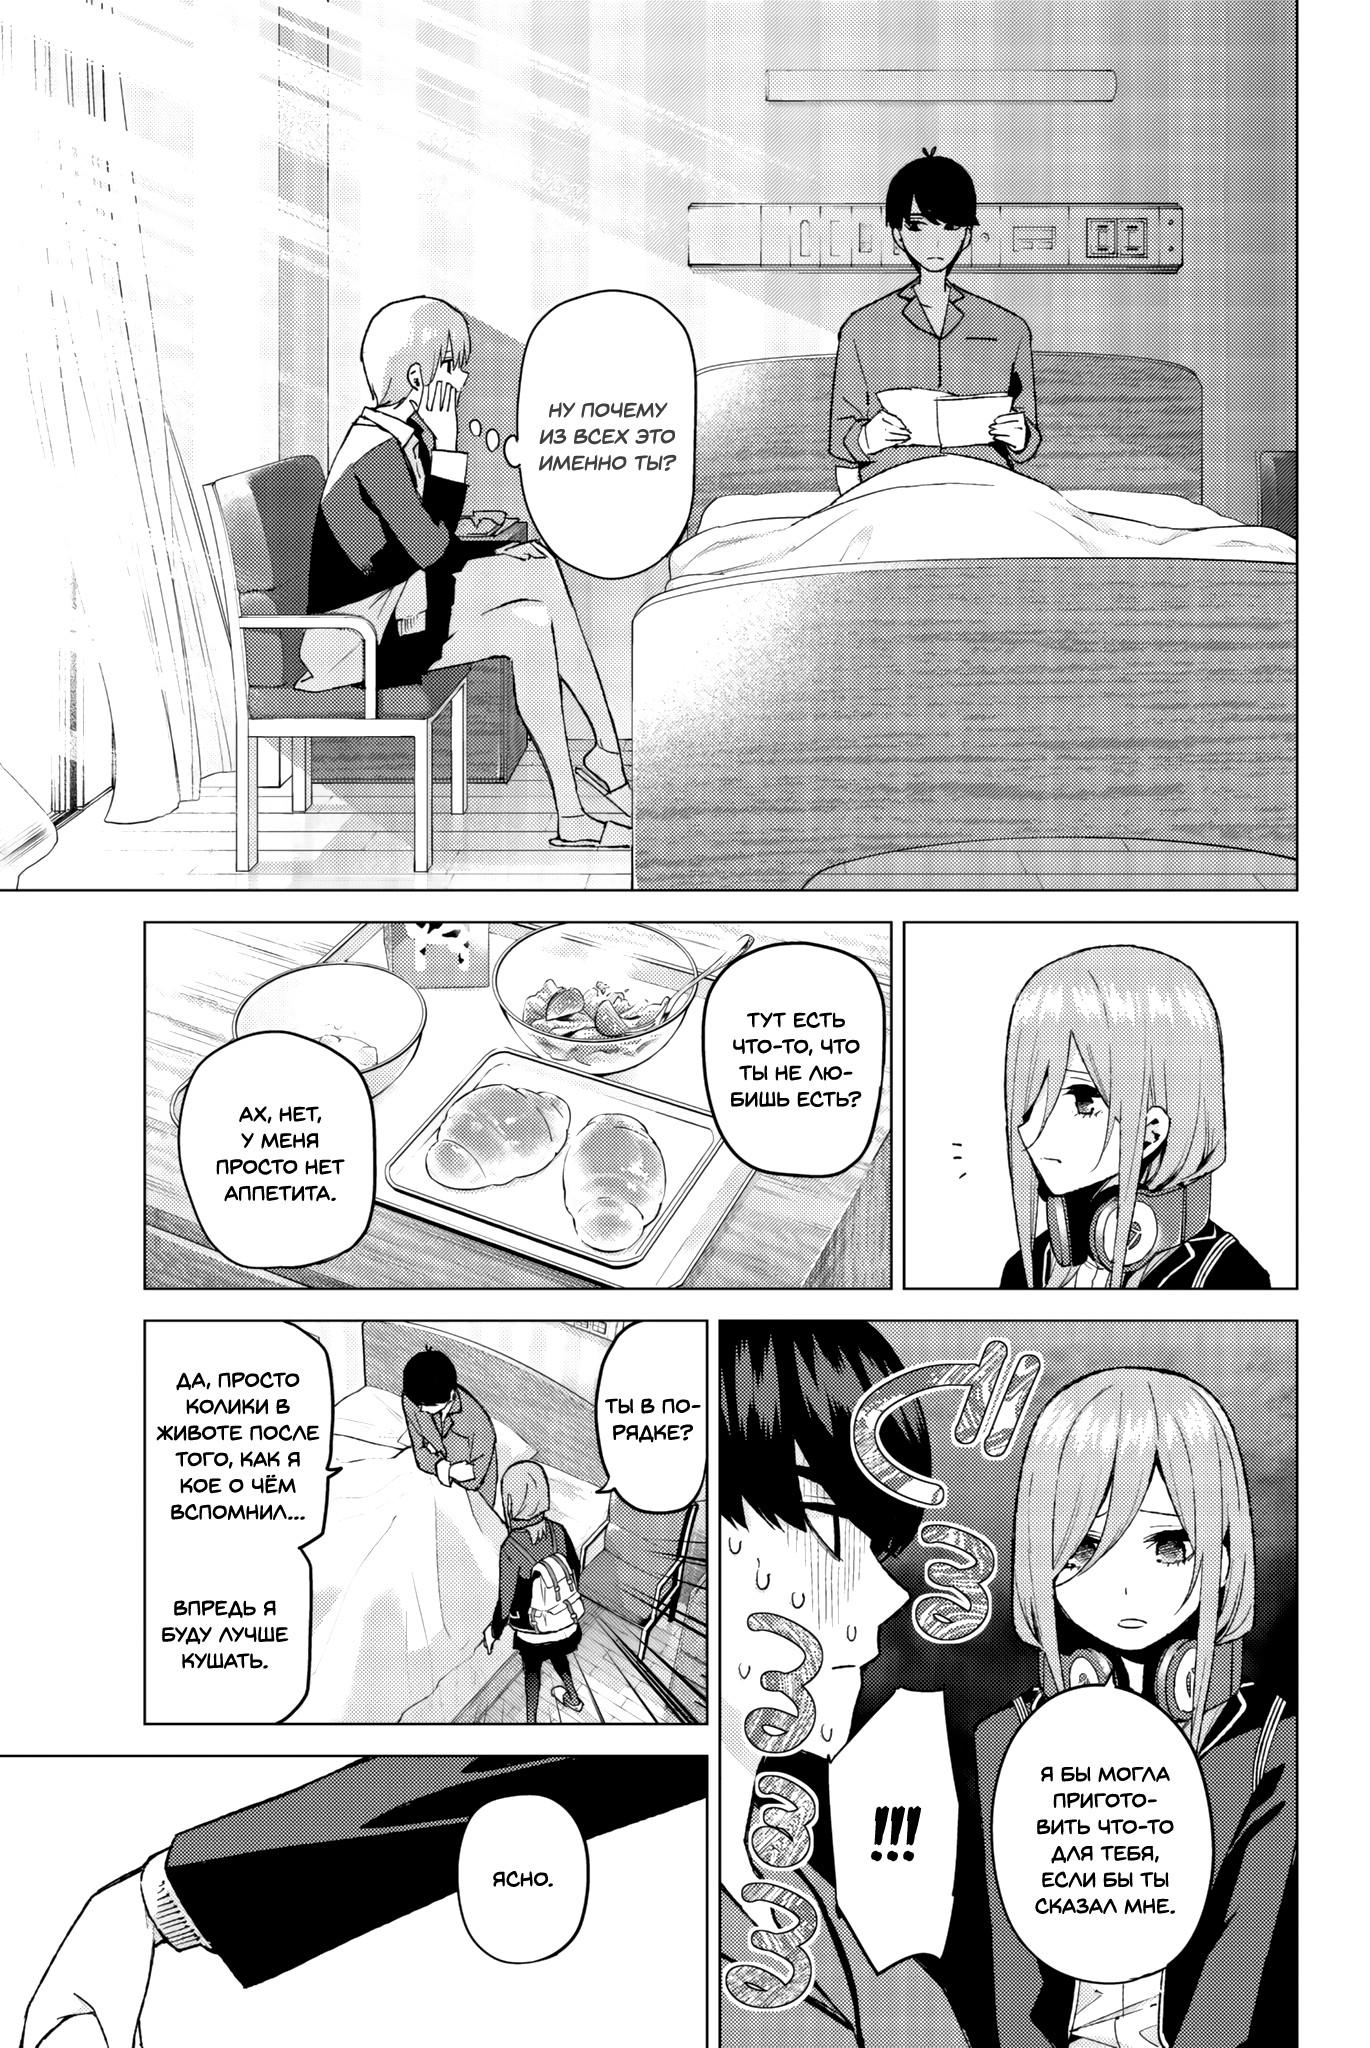 НУ ПОЧЕМУ
ИЗ ВСЕХ ЭТО
ИМЕННО ТЫ?
ТУТ ЕСТЬ
ЧТО-ТО, ЧТО
ТЫ НЕ ЛЮ-
БИШЬ ЕСТЬ?
АХ, НЕТ,
У МЕНЯ
ПРОСТО НЕТ
АППЕТИТА.
Я БЫ МОГЛА
ПРИГОТО-
ВИТЬ ЧТО-ТО
ДЛЯ ТЕБЯ,
ЕСЛИ БЫ ТЫ
СКАЗАЛ МНЕ.
!!!
ТЫ В ПО-
РЯДКЕ?
ДА, ПРОСТО
КОЛИКИ В
ЖИВОТЕ ПОСЛЕ
ТОГО, КАК Я
КОЕ О ЧЁМ
ВСПОМНИЛ...
ВПРЕДЬ Я
БУДУ ЛУЧШЕ
КУШАТЬ.
ЯСНО.